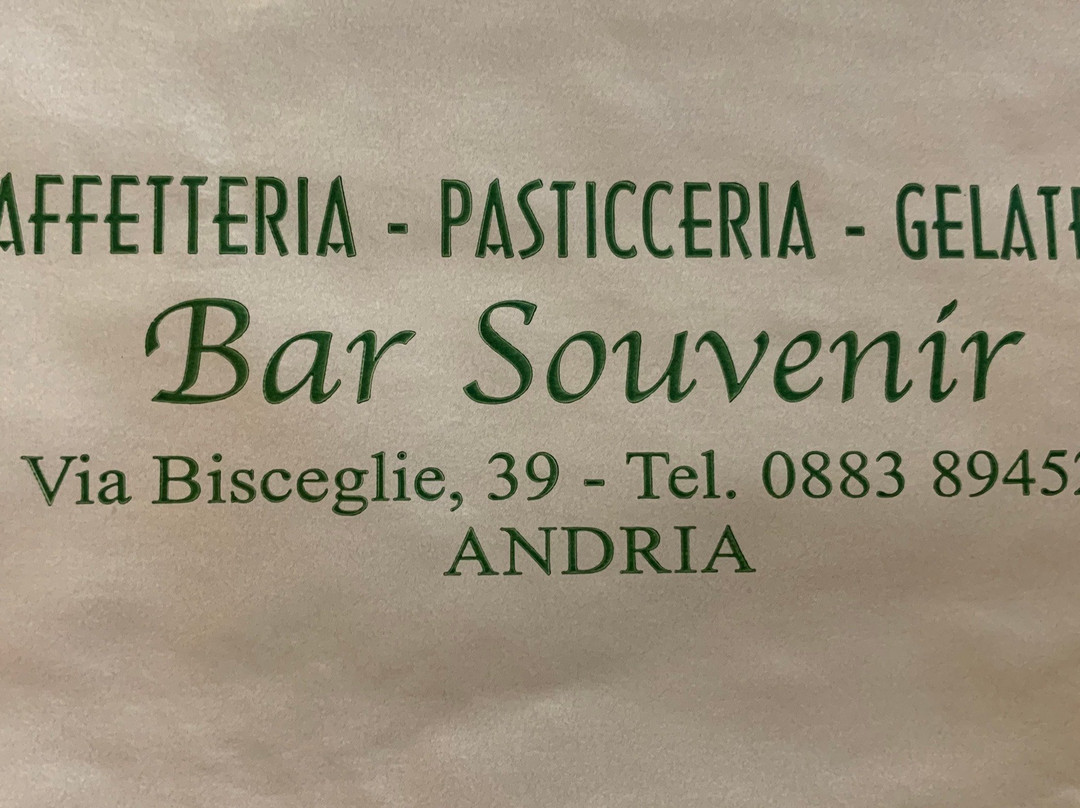 AFFETTERIA - PASTICCERIA - GELAT
Bar Souvenir
Via Bisceglie, 39 - Tel. 0883 8945
ANDRIA